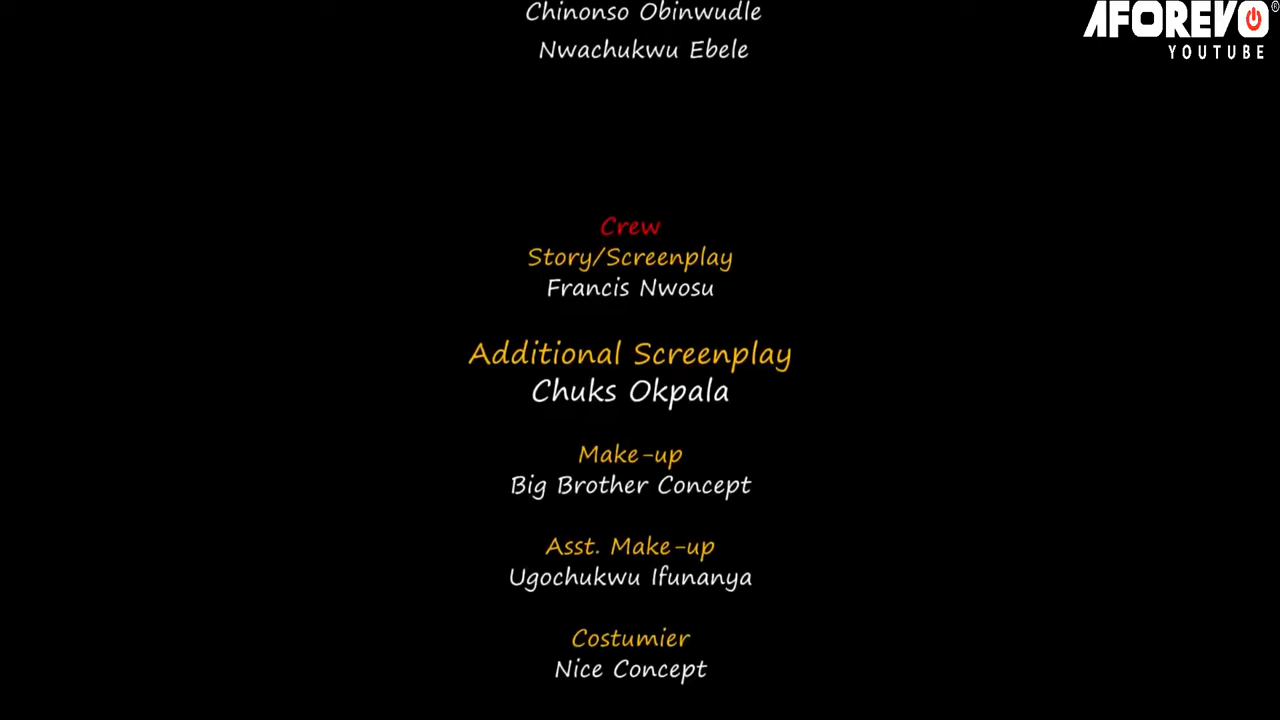 Chinonso Obinwudle
AFOREVO®
Nwachukwu Ebele
YOUTUBE
Crew
Story/Screenplay
Francis Nwosu
Additional Screenplay
Chuks Okpala
Make-up
Big Brother Concept
Asst. Make-up
Ugochukwu Ifunanya
Costumier
Nice Concept